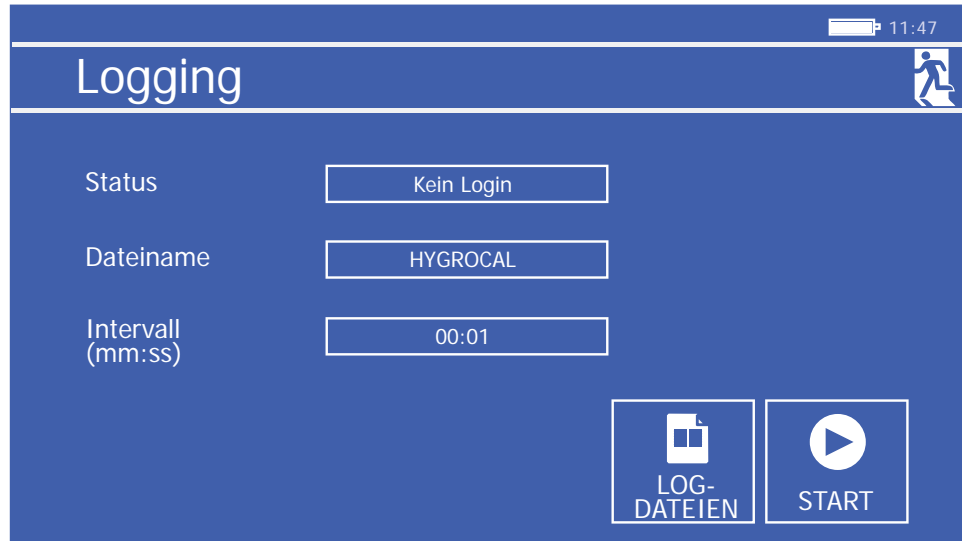 11:47
Logging
Status
Kein Login
Dateiname
HYGROCAL
Intervall
(mm:ss)
00:01
LOG-
DATEIEN
START